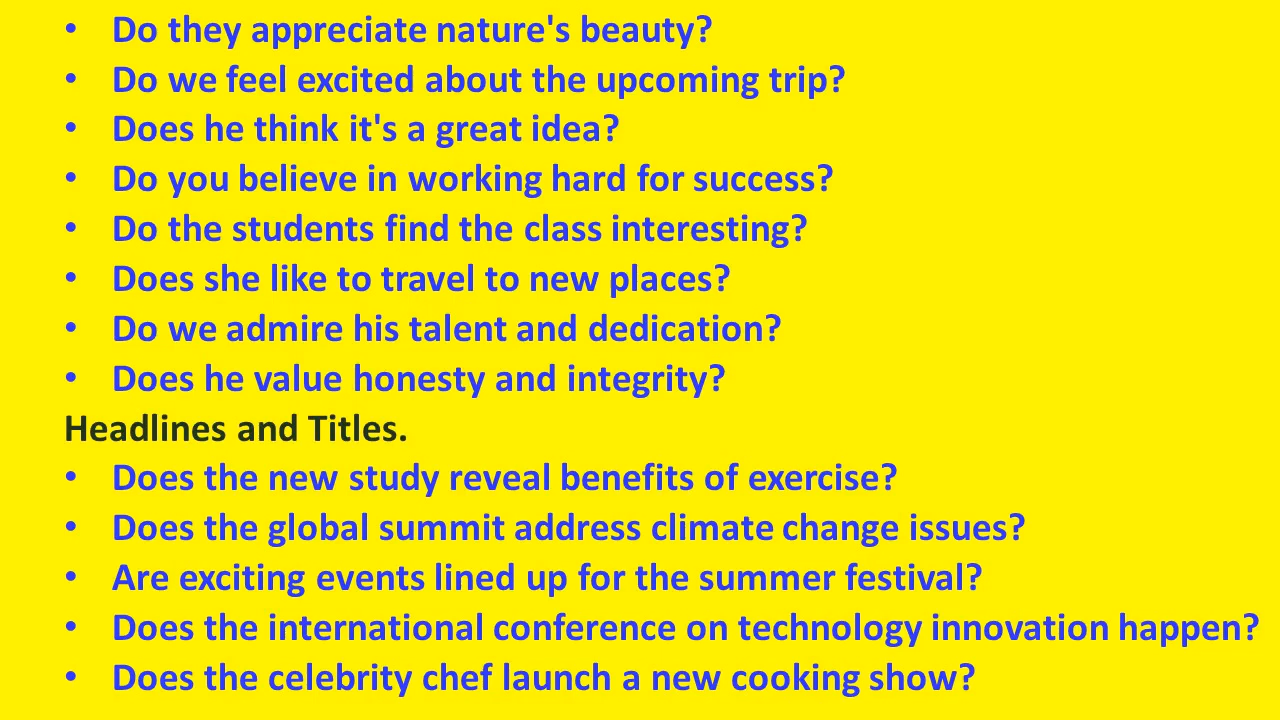 • Do they appreciate nature's beauty?
• Do we feel excited about the upcoming trip?
• Does he think it's a great idea?
• Do you believe in working hard for success?
• Do the students find the class interesting?
• Does she like to travel to new places?
• Do we admire his talent and dedication?
• Does he value honesty and integrity?
Headlines and Titles.
• Does the new study reveal benefits of exercise?
• Does the global summit address climate change issues?
• Are exciting events lined up for the summer festival?
• Does the international conference on technology innovation happen?
• Does the celebrity chef launch a new cooking show?